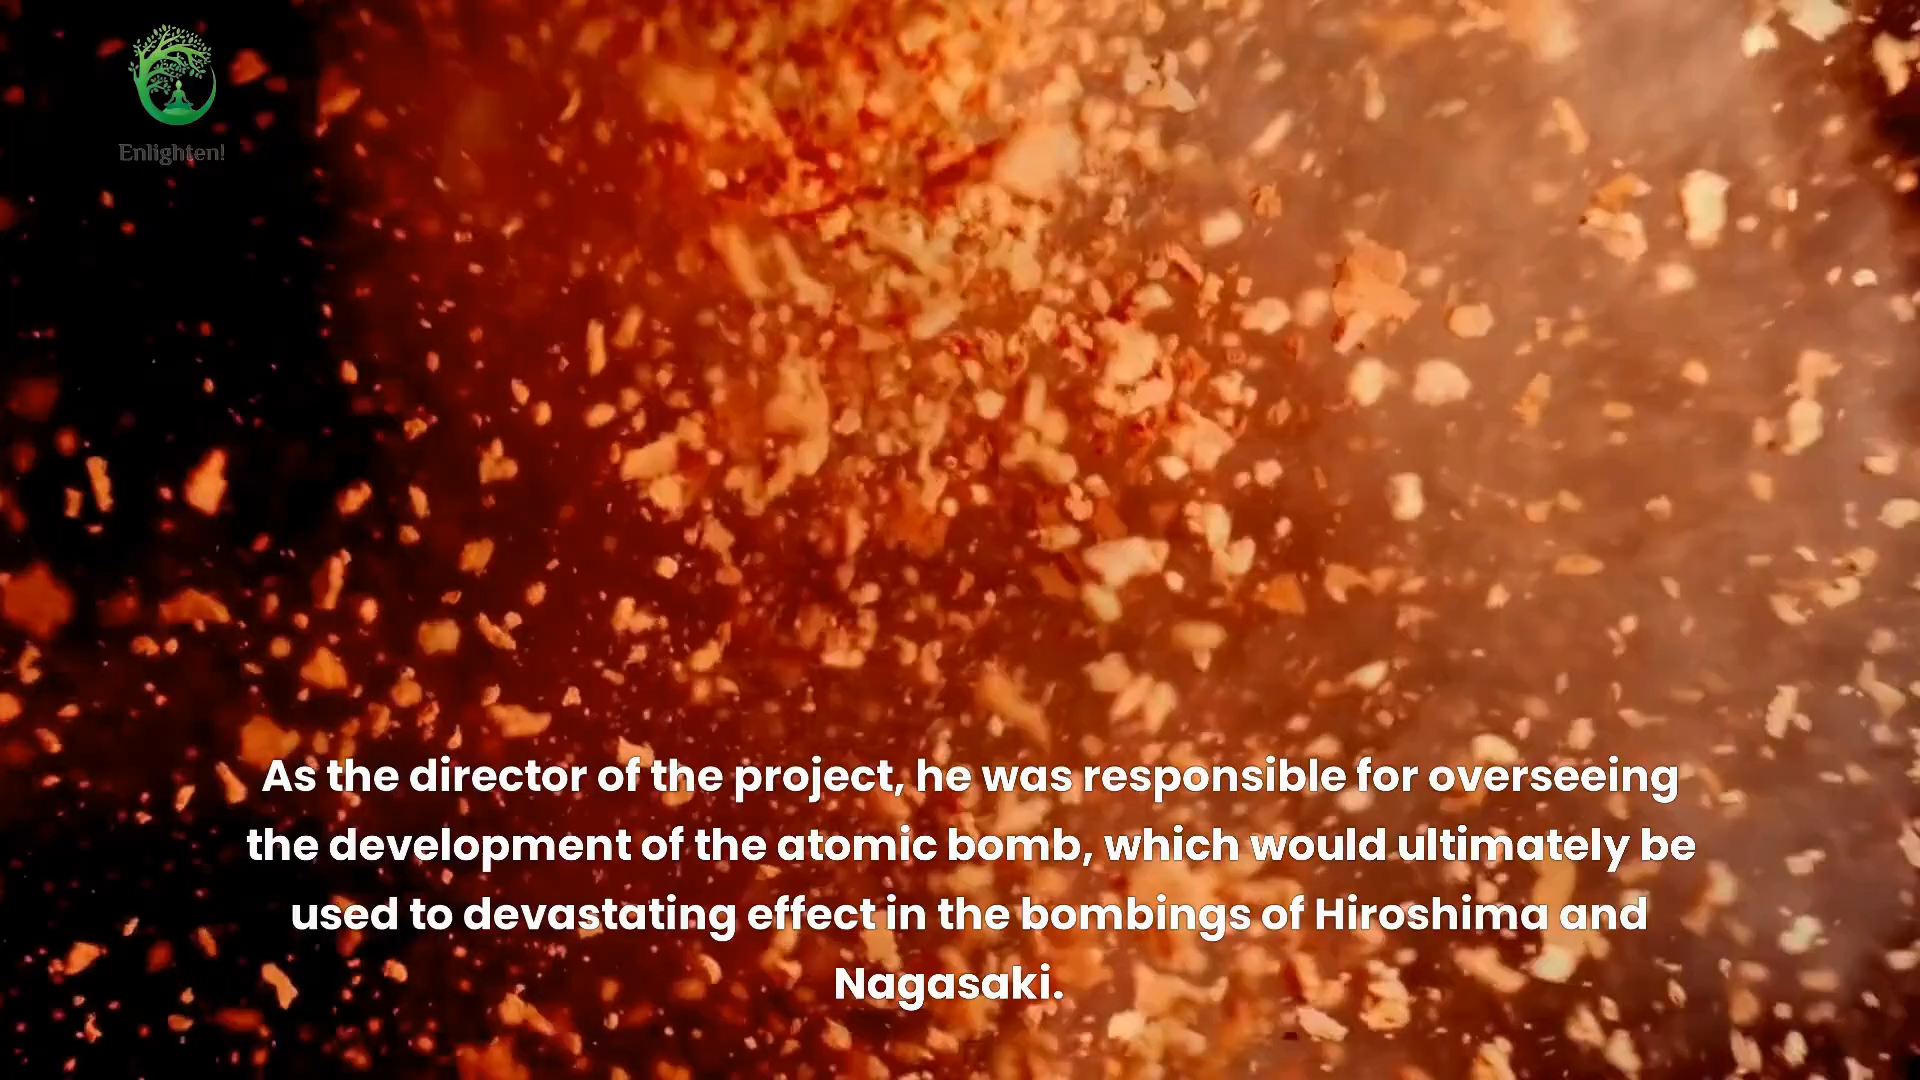 Enlighten!
As the director of the project, he was responsible for overseeing
the development of the atomic bomb, which would ultimately be
used to devastating effect in the bombings of Hiroshima and
Nagasaki.